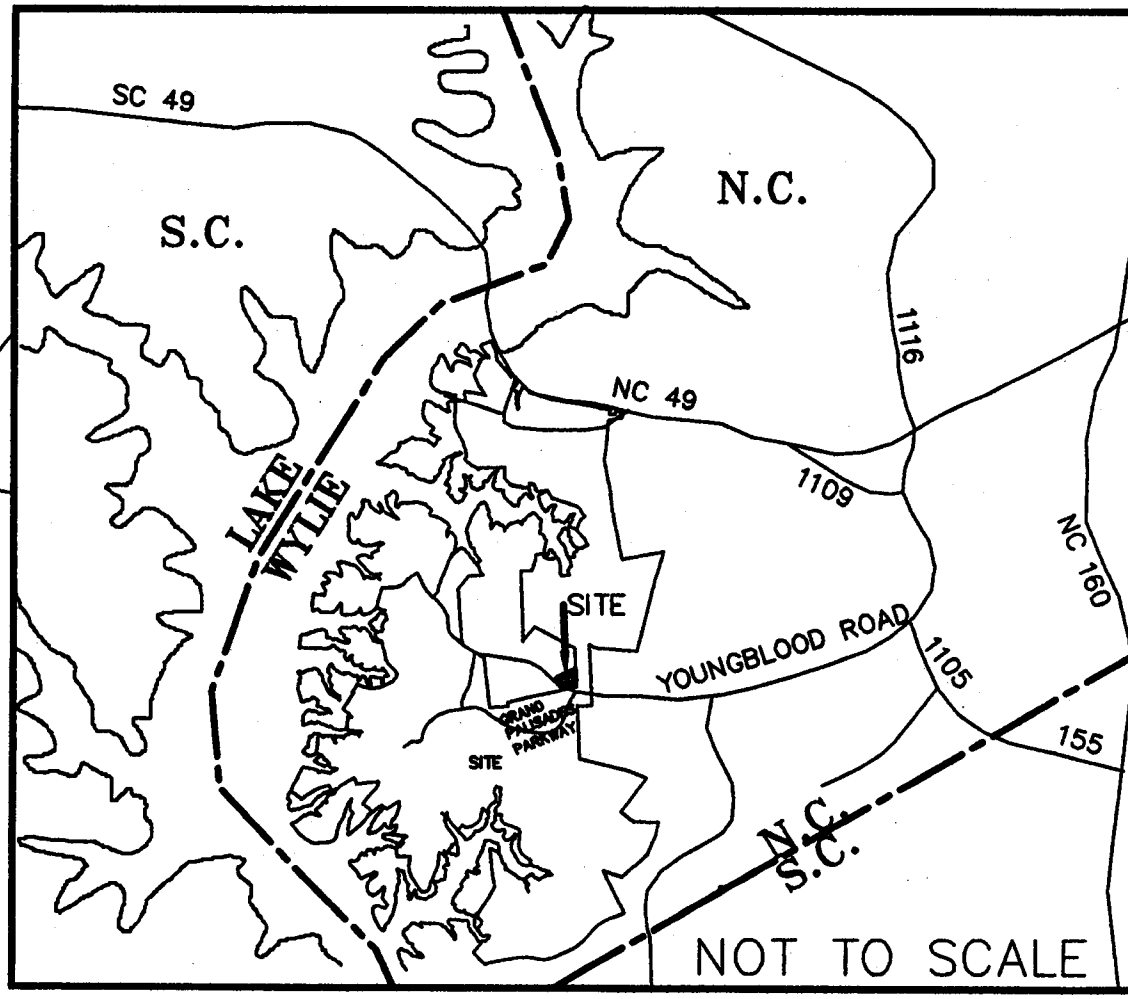 SC 49
N.C.
S.C.
1116
NC 49
1109
LAKE
WYLIE
NC 160
SITE
YOUNGBLOOD ROAD
1105
GRAND
PALISADES
PARKWAY
155
SITE
N.C.
S.C.
NOT TO SCALE